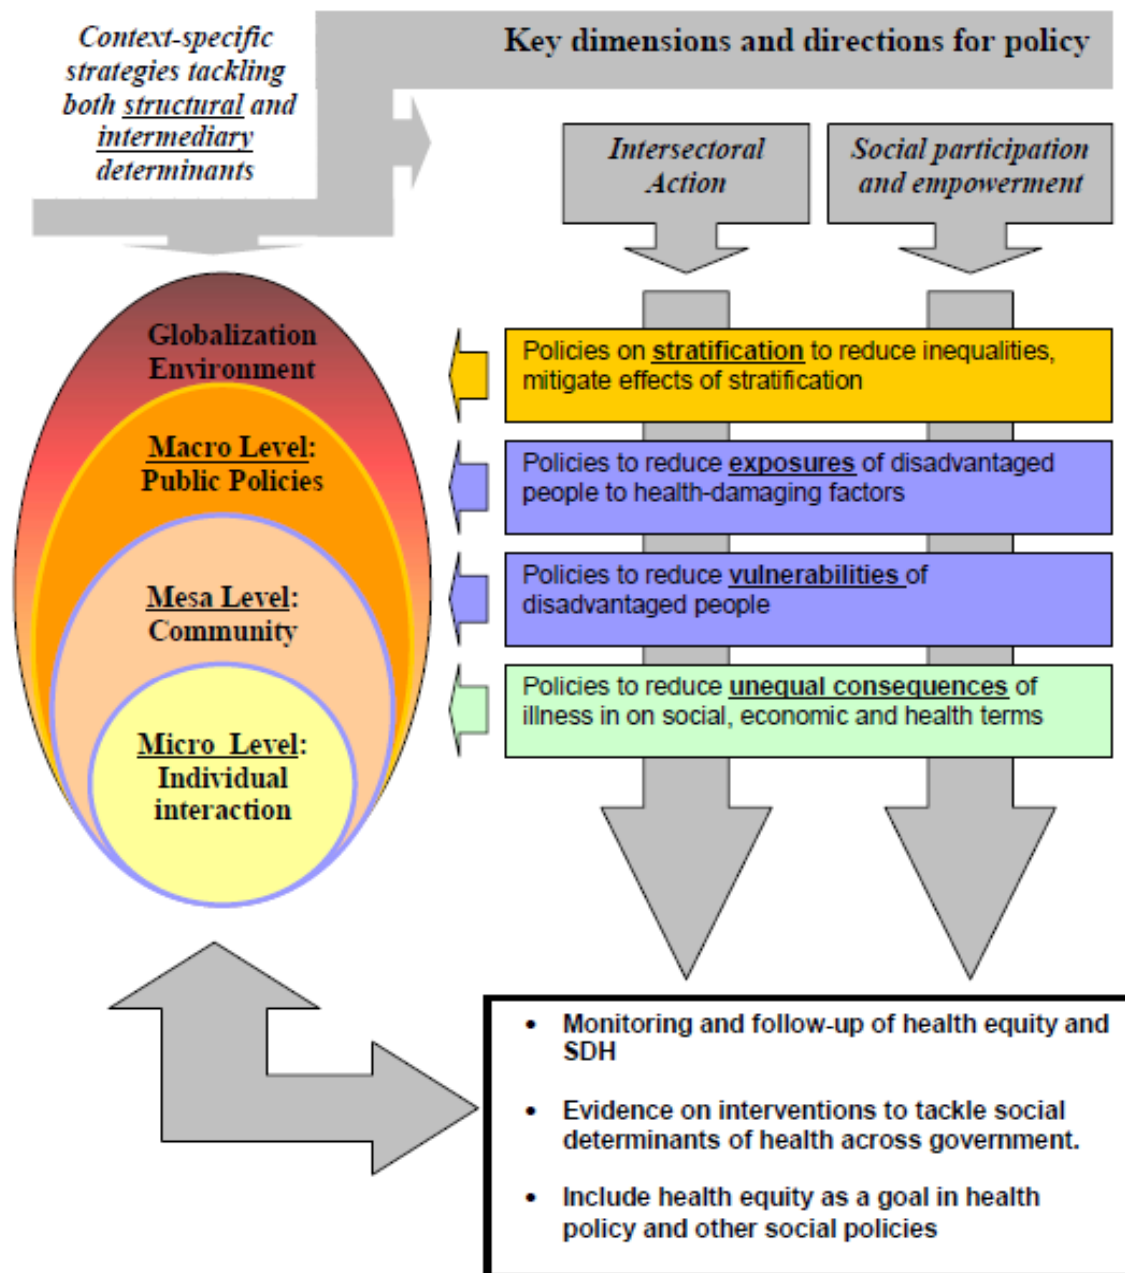 Context-specific
strategies tackling
both structural and
intermediary
determinants
Key dimensions and directions for policy
Intersectoral
Action
Social participation
and empowerment
Globalization
Environment
Macro Level:
Public Policies
Mesa Level:
Community
Micro Level:
Individual
interaction
Policies on stratification to reduce inequalities,
mitigate effects of stratification
Policies to reduce exposures of disadvantaged
people to health-damaging factors
Policies to reduce vulnerabilities of
disadvantaged people
Policies to reduce unequal consequences of
illness in on social, economic and health terms
• Monitoring and follow-up of health equity and
SDH
• Evidence on interventions to tackle social
determinants of health across government.
• Include health equity as a goal in health
policy and other social policies